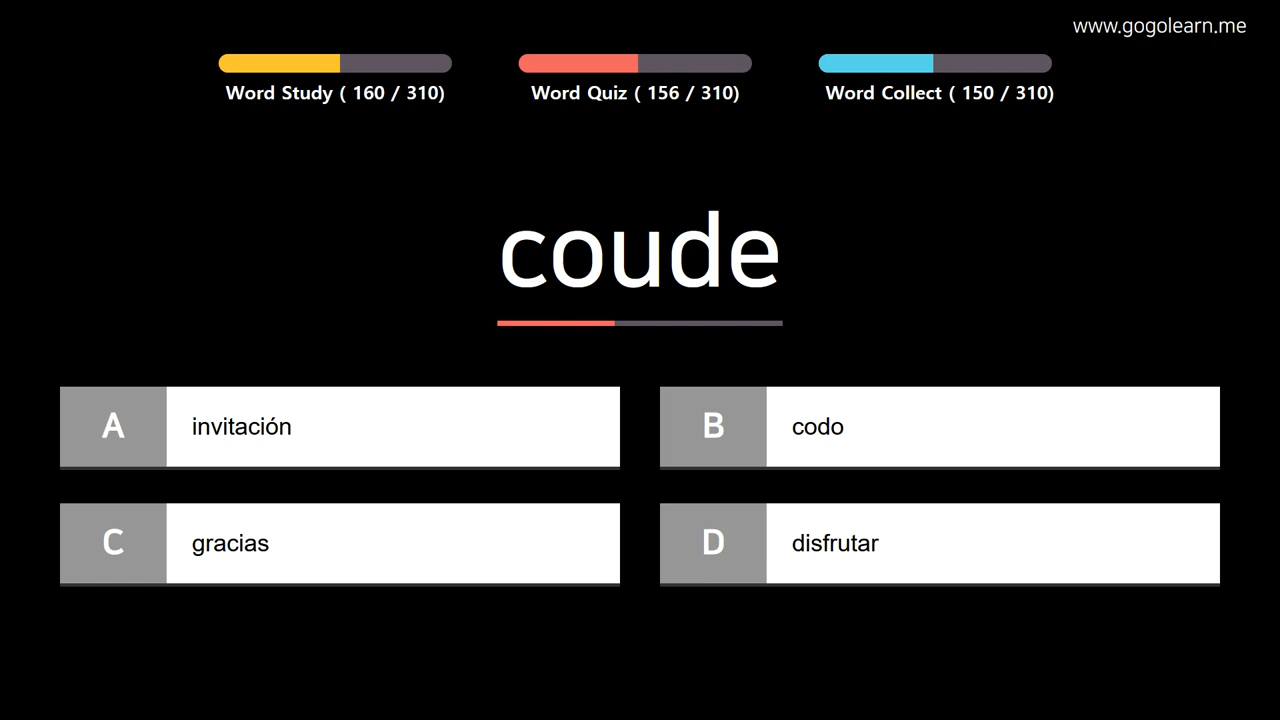 www.gogolearn.me
Word Study ( 160 / 310)
Word Quiz ( 156 / 310)
Word Collect ( 150 / 310)
coude
A invitación
B codo
C gracias
D disfrutar